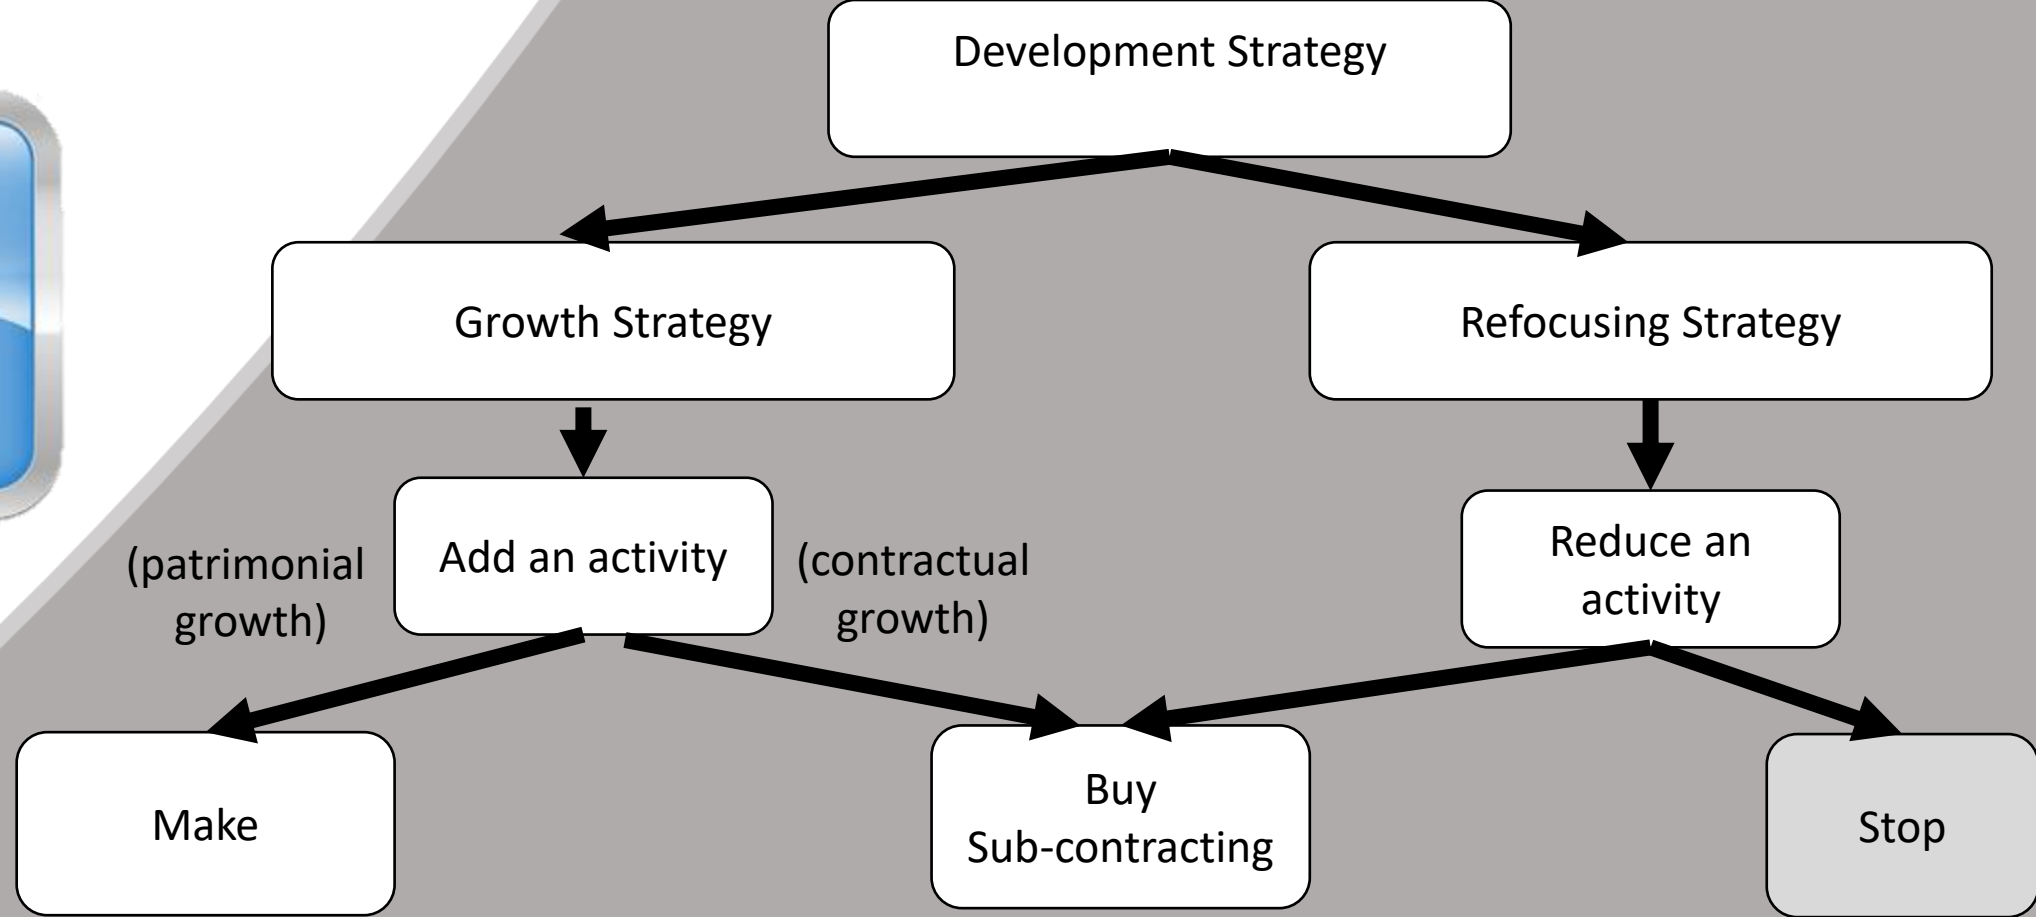 Development Strategy
Growth Strategy
Refocusing Strategy
(patrimonial
growth)
Add an activity
(contractual
growth)
Reduce an
activity
Make
Buy
Sub-contracting
Stop